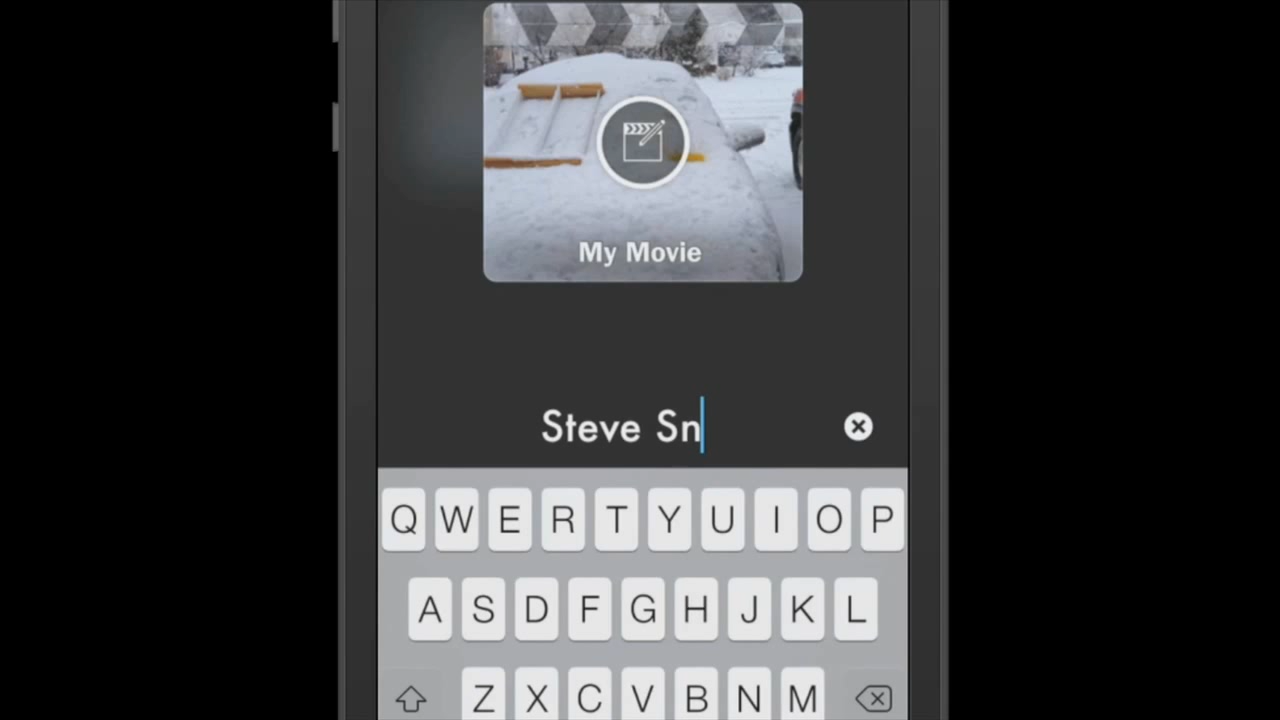 My Movie
Steve Sn
Q W E R T Y U I O P
A S D F G H J K L
Z X C V B N M